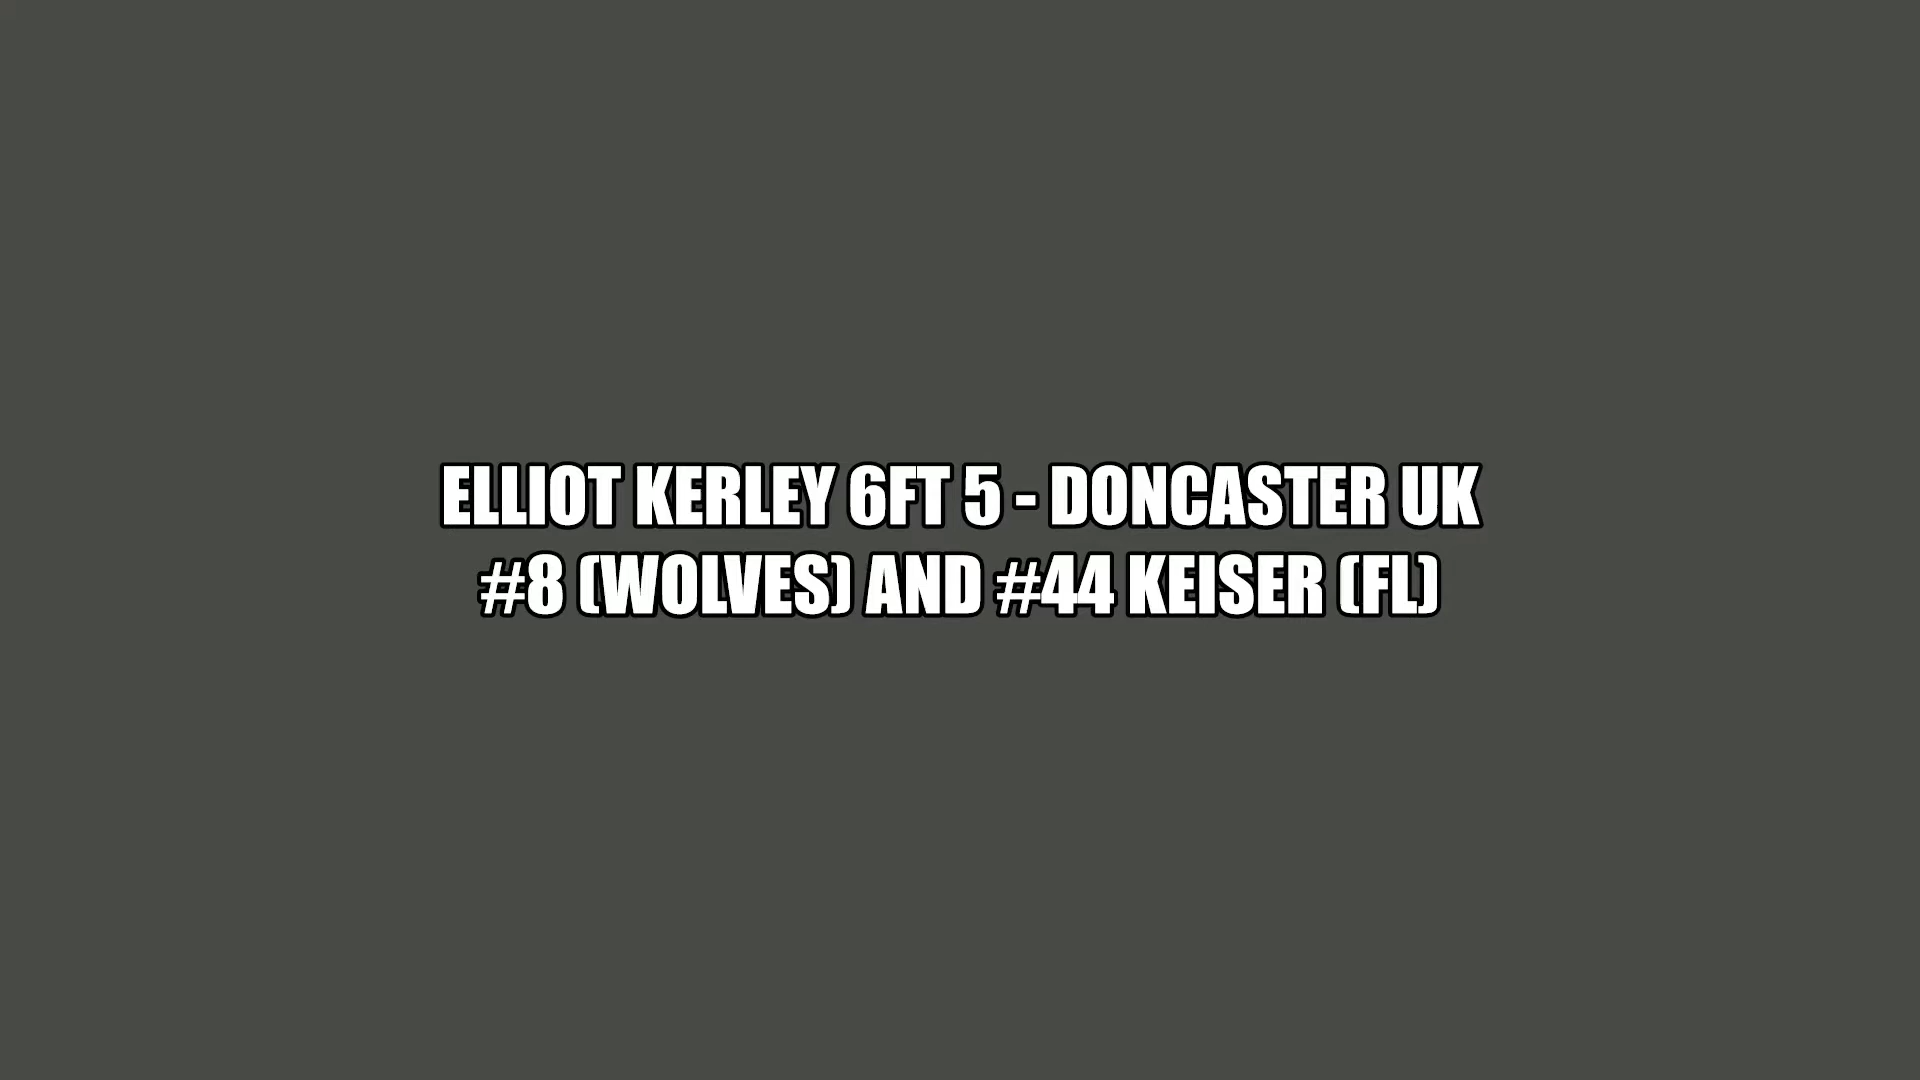 ELLIOT KERLEY 6FT 5 - DONCASTER UK
#8 (WOLVES) AND #44 KEISER (FL)